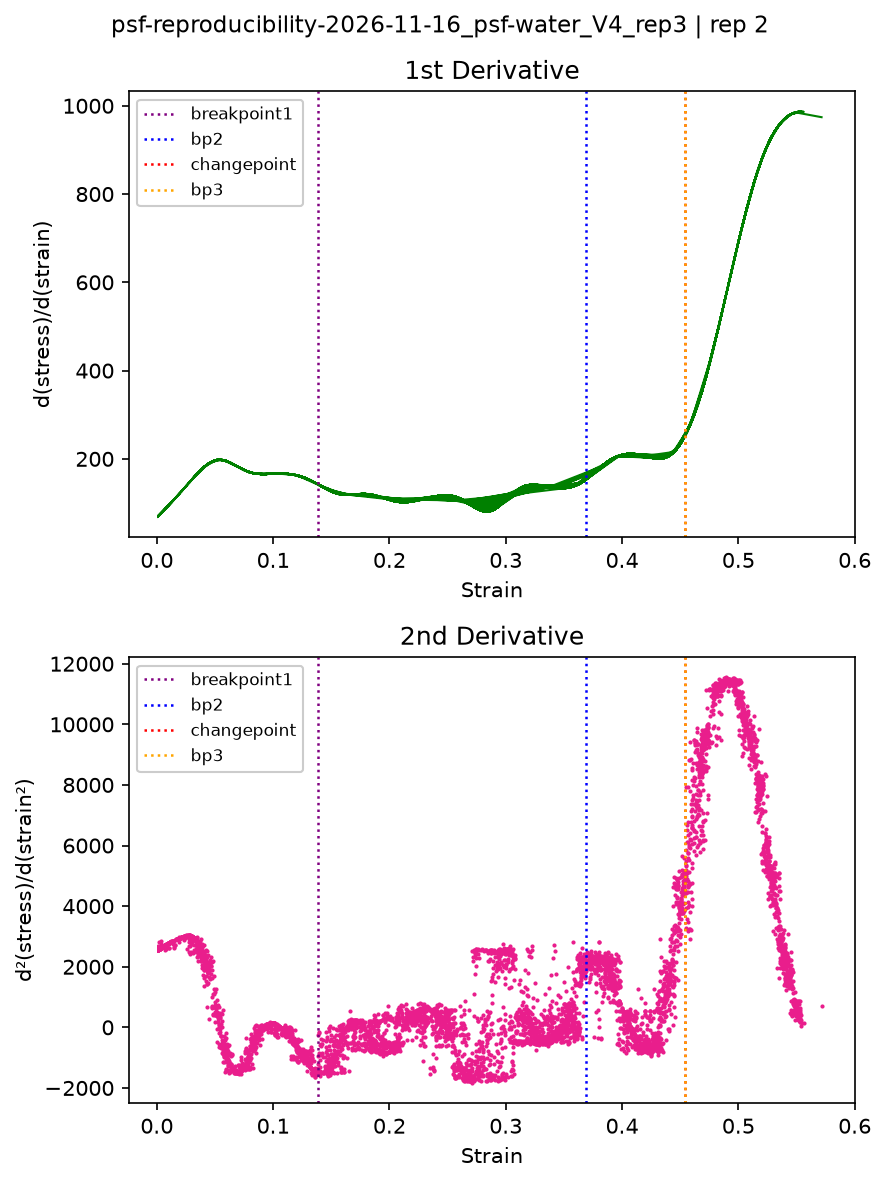 psf-reproducibility-2026-11-16_psf-water_V4_rep3 | rep 2
1st Derivative
breakpoint1
bp2
changepoint
bp3
1000
800
600
400
200
d(stress)/d(strain)
0.0 0.1 0.2 0.3 0.4 0.5 0.6
Strain
2nd Derivative
breakpoint1
bp2
changepoint
bp3
12000
10000
8000
6000
4000
2000
0
−2000
d²(stress)/d(strain²)
0.0 0.1 0.2 0.3 0.4 0.5 0.6
Strain